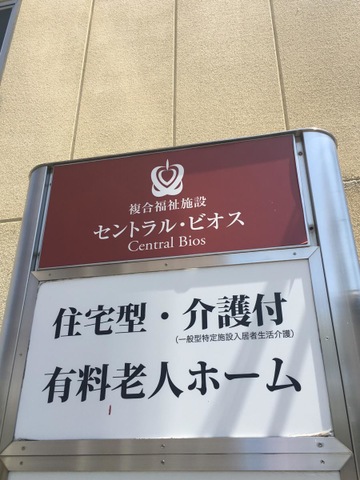 複合福祉施設
セントラル・ビオス
Central Bios
住宅型・介護付
(一般型特定施設入居者生活介護)
有料老人ホーム